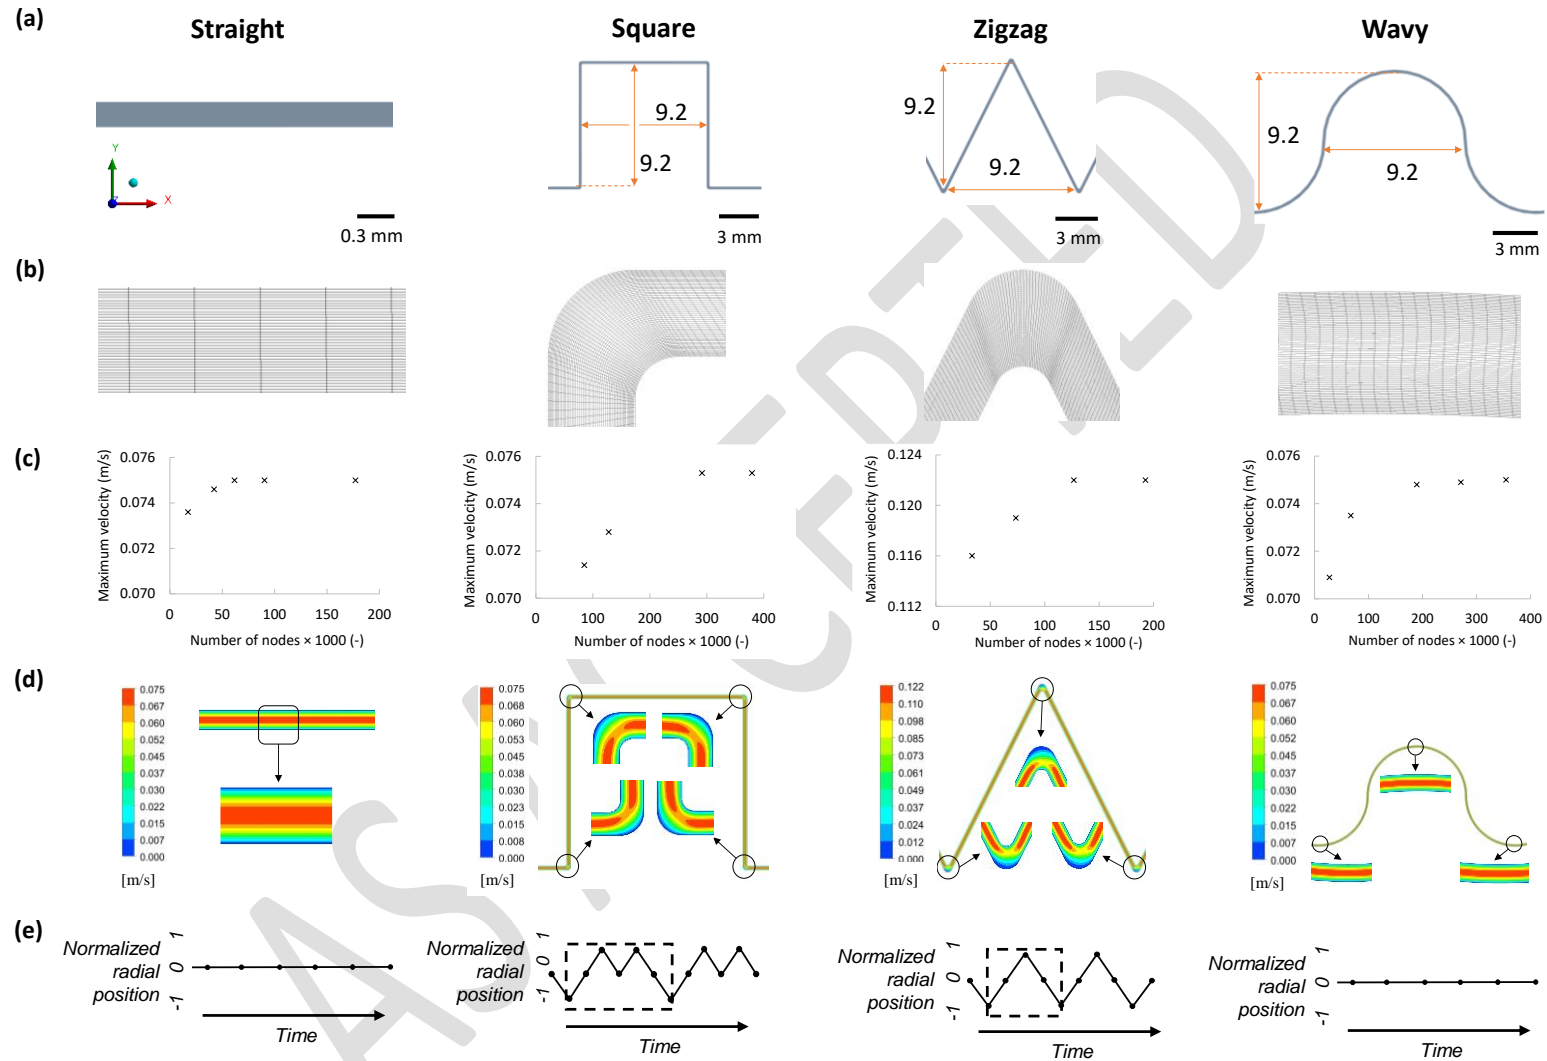 (a)
Straight
Square
Zigzag
Wavy
9.2
9.2
9.2
9.2
9.2
9.2
Y
Z
X
0.3 mm
3 mm
3 mm
3 mm
(b)
(c)
Maximum velocity (m/s)
0.076
0.074
0.072
0.070
0 50 100 150 200
Number of nodes × 1000 (-)
Maximum velocity (m/s)
0.076
0.074
0.072
0.070
0 100 200 300 400
Number of nodes × 1000 (-)
Maximum velocity (m/s)
0.124
0.120
0.116
0.112
0 50 100 150 200
Number of nodes × 1000 (-)
Maximum velocity (m/s)
0.076
0.074
0.072
0.070
0 100 200 300 400
Number of nodes × 1000 (-)
(d)
0.075
0.067
0.060
0.052
0.045
0.037
0.030
0.022
0.015
0.007
0.000
[m/s]
0.075
0.068
0.060
0.053
0.045
0.038
0.030
0.023
0.015
0.008
0.000
[m/s]
0.122
0.110
0.098
0.085
0.073
0.061
0.049
0.037
0.024
0.012
0.000
[m/s]
0.075
0.067
0.060
0.052
0.045
0.037
0.030
0.022
0.015
0.007
0.000
[m/s]
(e)
Normalized
radial
position
-1 0 1
Time
Normalized
radial
position
-1 0 1
Time
Normalized
radial
position
-1 0 1
Time
Normalized
radial
position
-1 0 1
Time